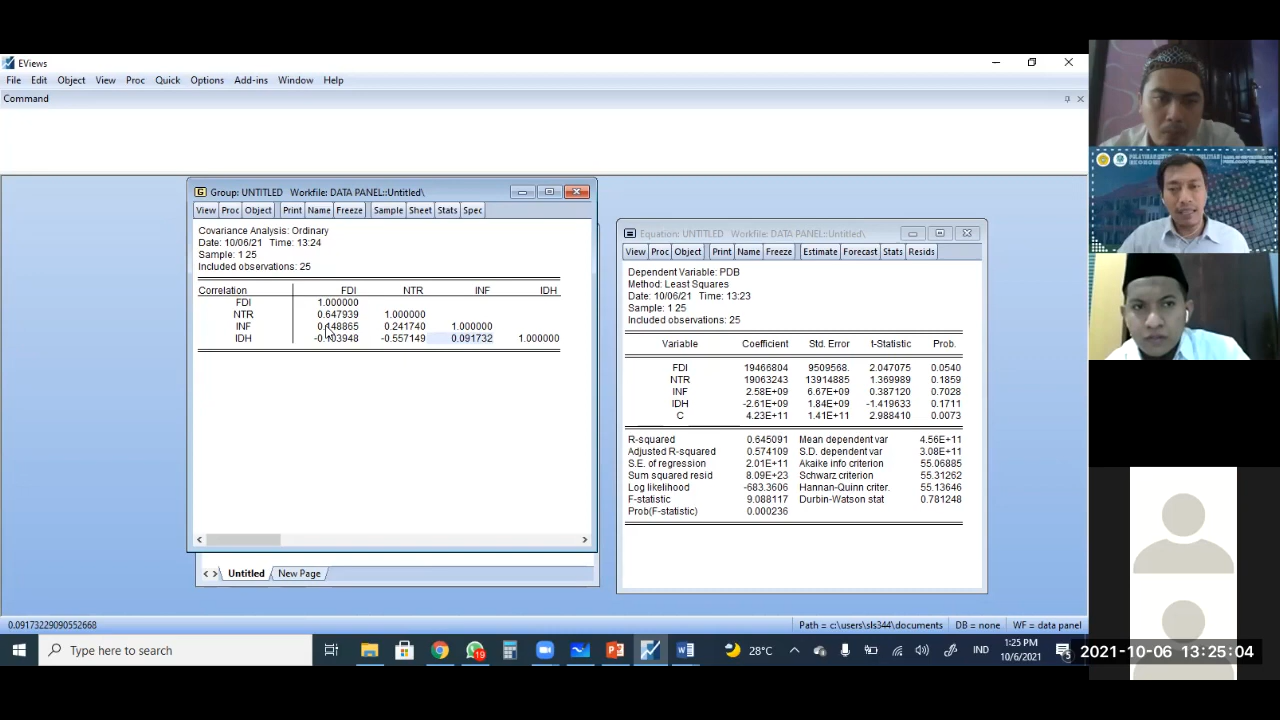 EViews
File Edit Object View Proc Quick Options Add-ins Window Help
Command
Group: UNTITLED Workfile: DATA PANEL::Untitled\
View Proc Object Print Name Freeze Sample Sheet Stats Spec
Covariance Analysis: Ordinary
Date: 10/06/21 Time: 13:24
Sample: 1 25
Included observations: 25
Correlation FDI NTR INF IDH
FDI 1.000000
NTR 0.647939 1.000000
INF 0.148865 0.241740 1.000000
IDH -0.557149 0.091732 1.000000
Untitled New Page
Equation: UNTITLED Workfile: DATA PANEL::Untitled\
View Proc Object Print Name Freeze Estimate Forecast Stats Resids
Dependent Variable: PDB
Method: Least Squares
Date: 10/06/21 Time: 13:23
Sample: 1 25
Included observations: 25
Variable Coefficient Std. Error t-Statistic Prob.
FDI 19466804 9509568. 2.047075 0.0540
NTR 19063243 13914885 1.369989 0.1859
INF 2.58E+09 6.67E+09 0.387120 0.7028
IDH -2.61E+09 1.84E+09 -1.419633 0.1711
C 4.23E+11 1.41E+11 2.988410 0.0073
R-squared 0.645091 Mean dependent var 4.56E+11
Adjusted R-squared 0.574109 S.D. dependent var 3.08E+11
S.E. of regression 2.01E+11 Akaike info criterion 55.06885
Sum squared resid 8.09E+23 Schwarz criterion 55.31262
Log likelihood -683.3606 Hannan-Quinn criter. 55.13646
F-statistic 9.088117 Durbin-Watson stat 0.781248
Prob(F-statistic) 0.000236
0.09173229090552668 Path = c:\users\sls344\documents DB = none WF = data panel
Type here to search
19
28°C
IND
1:25 PM
10/6/2021
5
2021-10-06 13:25:04